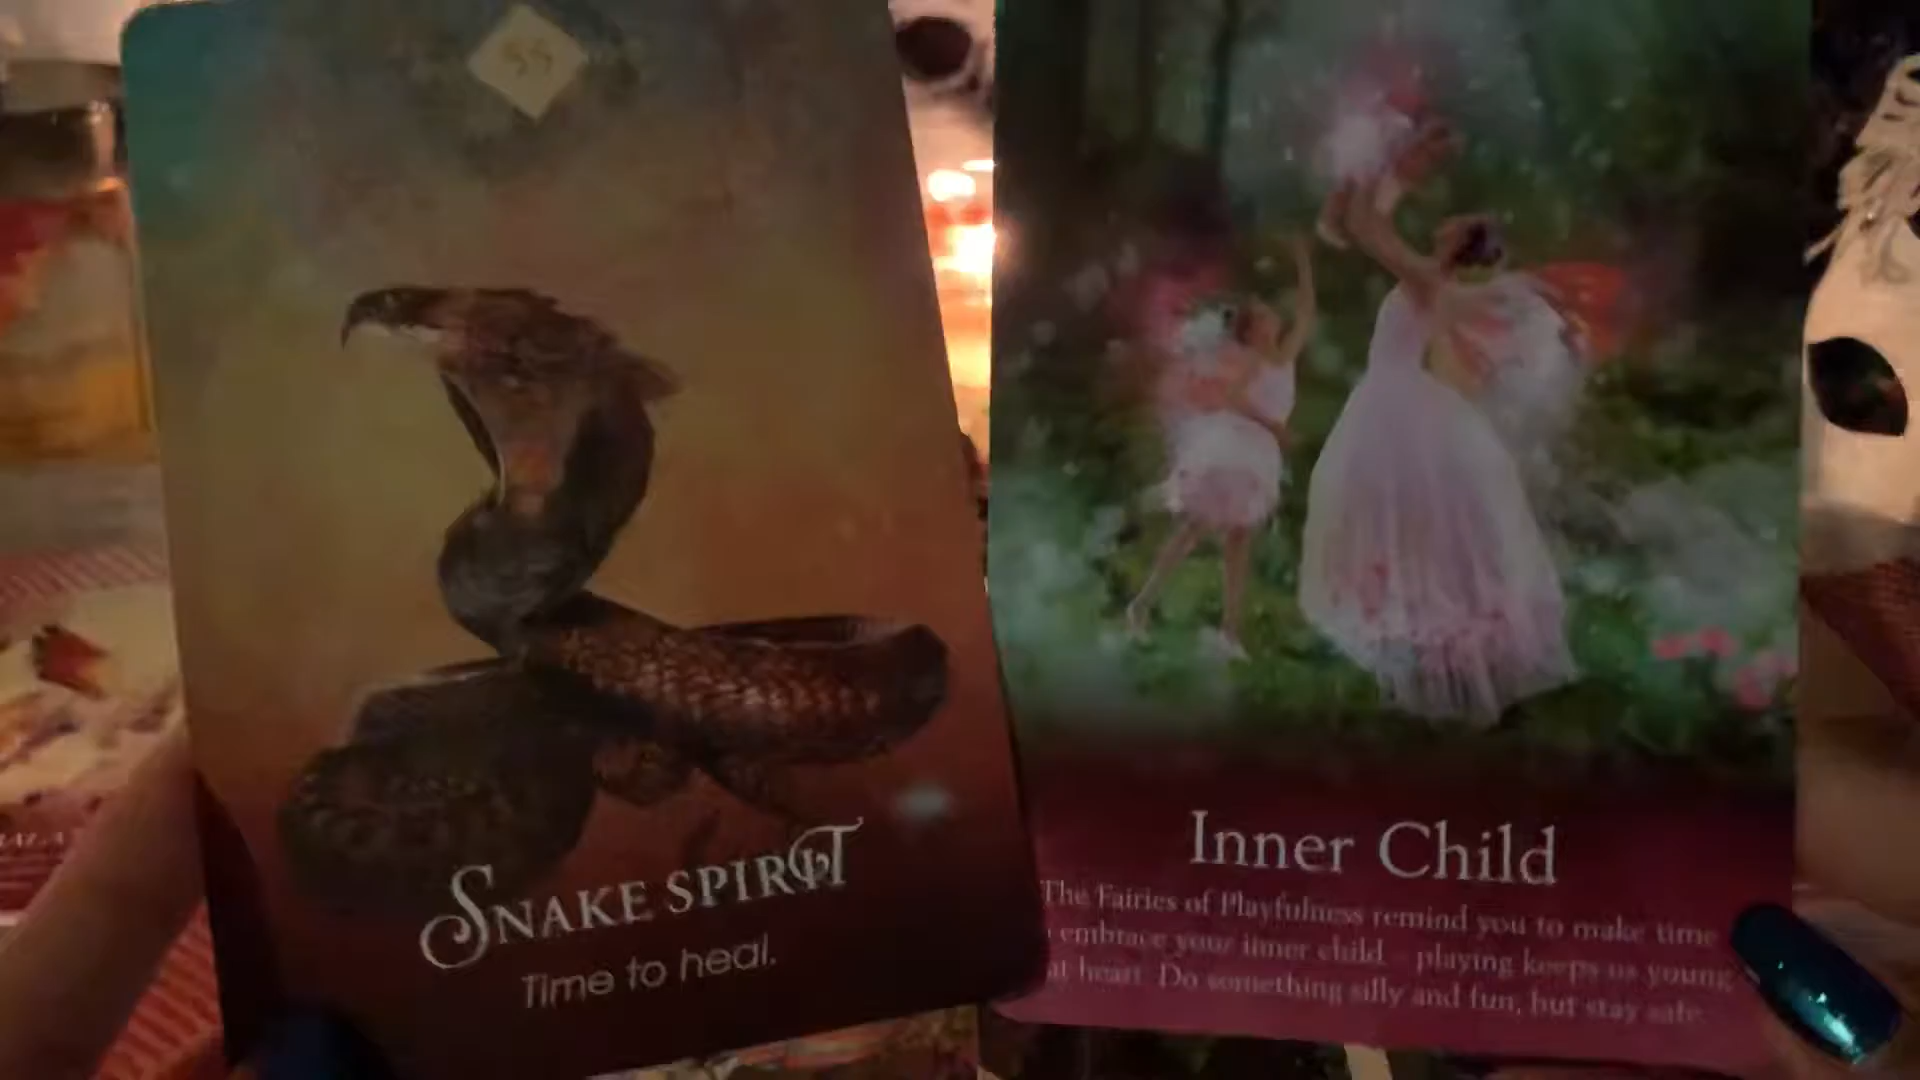 SNAKE SPIRIT
Time to heal.
Inner Child
The Fairies of Playfulness remind you to make time
embrace your inner child - playing keeps us young
at heart. Do something silly and fun, but stay safe.